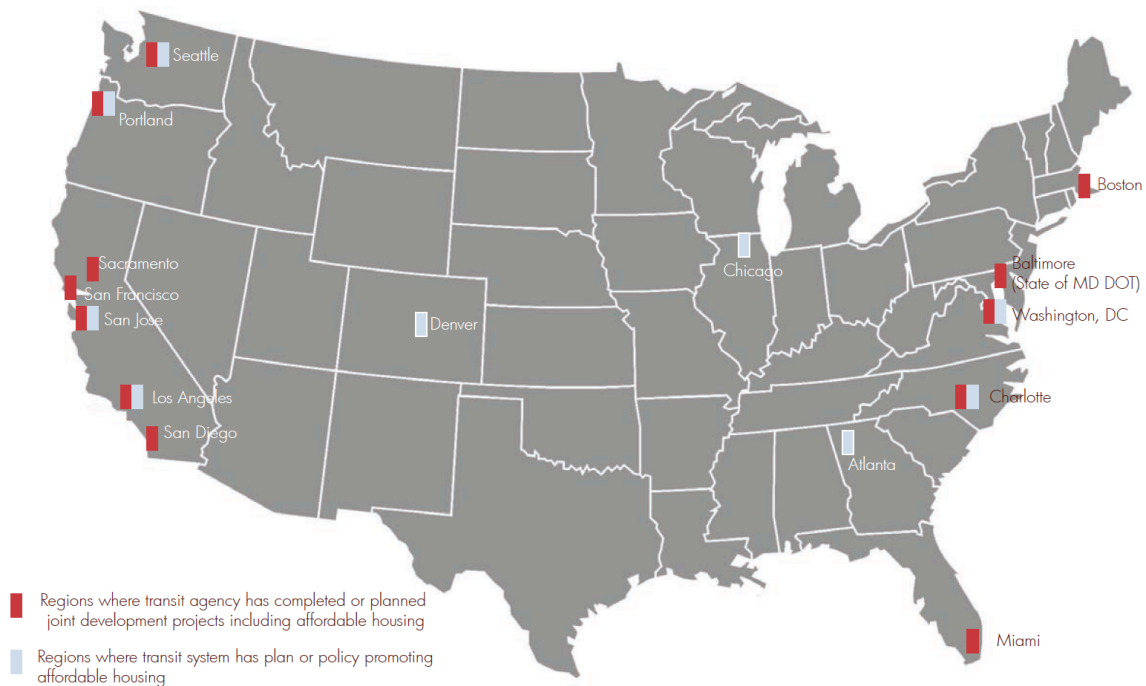 Seattle
Portland
Boston
Sacramento
San Francisco
San Jose
Chicago
Baltimore
(State of MD DOT)
Denver
Washington, DC
Los Angeles
Charlotte
San Diego
Atlanta
Regions where transit agency has completed or planned
joint development projects including affordable housing
Miami
Regions where transit system has plan or policy promoting
affordable housing